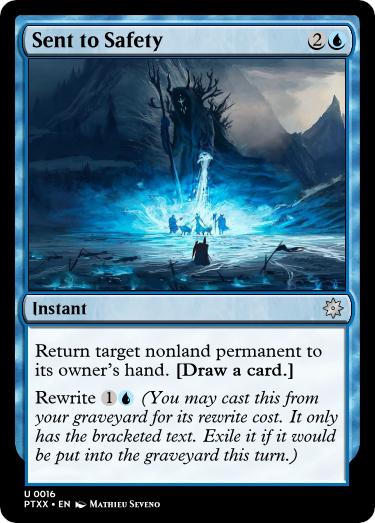 Sent to Safety 2
Instant
Return target nonland permanent to
its owner's hand. [Draw a card.]
Rewrite 1 (You may cast this from
your graveyard for its rewrite cost. It only
has the bracketed text. Exile it if it would
be put into the graveyard this turn.)
U 0016
PTXX • EN Mathieu Seveno